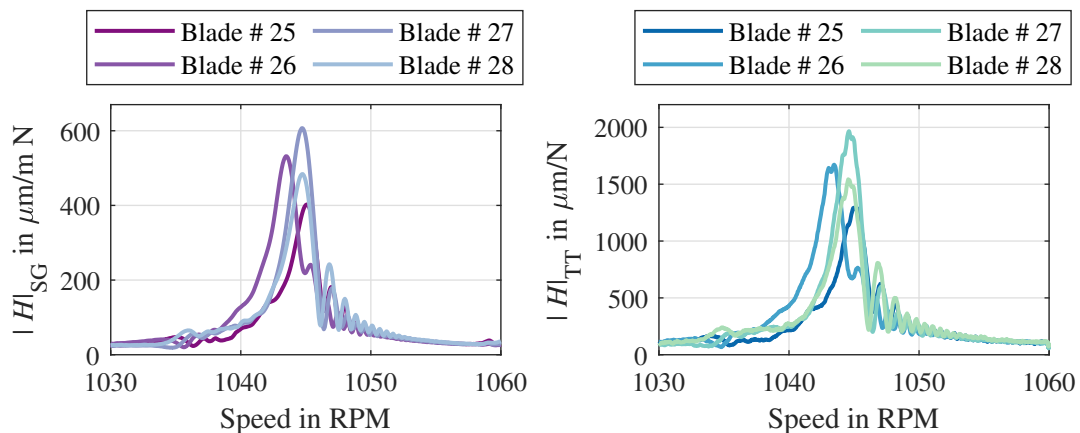 Blade # 25 Blade # 27
Blade # 26 Blade # 28
|H|SG in μm/m N
600
400
200
0
1030 1040 1050 1060
Speed in RPM
Blade # 25 Blade # 27
Blade # 26 Blade # 28
|H|TT in μm/N
2000
1500
1000
500
0
1030 1040 1050 1060
Speed in RPM